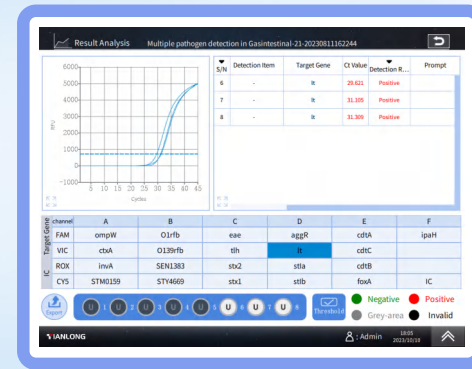 Result Analysis Multiple pathogen detection in Gasintestinal-21-20230811162244
6000
5000
4000
3000
2000
1000
0
-1000
RFU
5 10 15 20 25 30 35 40 45
Cycles
S/N Detection Item Target Gene Ct Value Detection R... Prompt
6 - lt 29.621 Positive
7 - lt 31.105 Positive
8 - lt 31.309 Positive
Target Gene
IC
channel A B C D E F
FAM ompW O1rfb eae aggR cdtA ipaH
VIC ctxA O139rfb tlh lt cdtC
ROX invA SEN1383 stx2 stIa cdtB
CY5 STM0159 STY4669 stx1 stIb foxA IC
Export
U 1 U 2 U 3 U 4 U 5 U 6 U 7 U 8
Threshold
Negative Positive
Grey-area Invalid
TIANLONG
Admin
18:05
2023/10/18